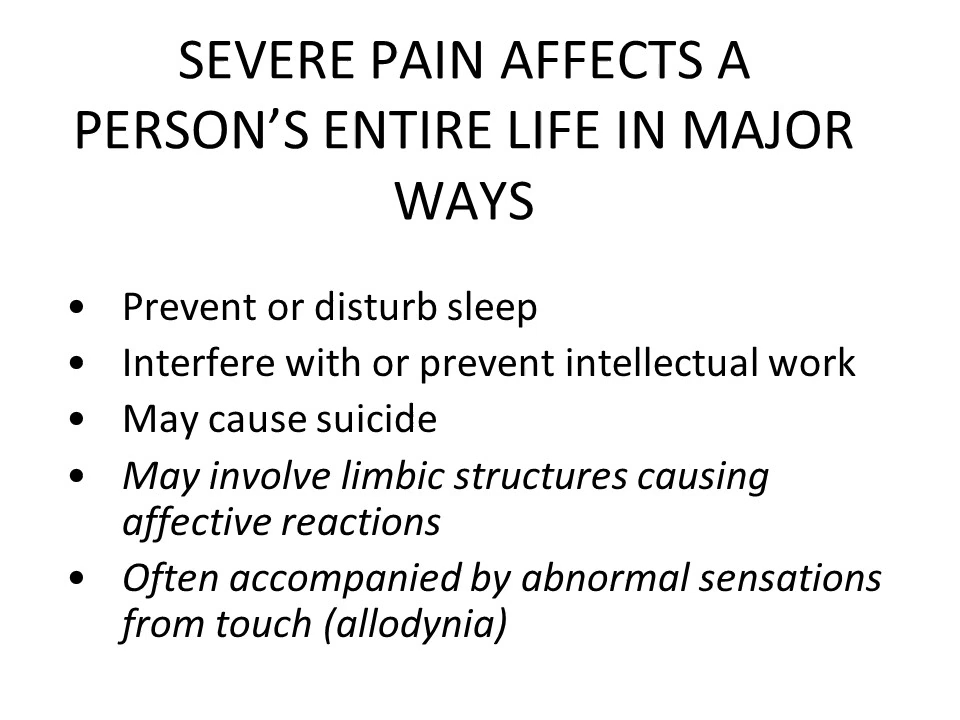 SEVERE PAIN AFFECTS A
PERSON’S ENTIRE LIFE IN MAJOR
WAYS
• Prevent or disturb sleep
• Interfere with or prevent intellectual work
• May cause suicide
• May involve limbic structures causing
affective reactions
• Often accompanied by abnormal sensations
from touch (allodynia)